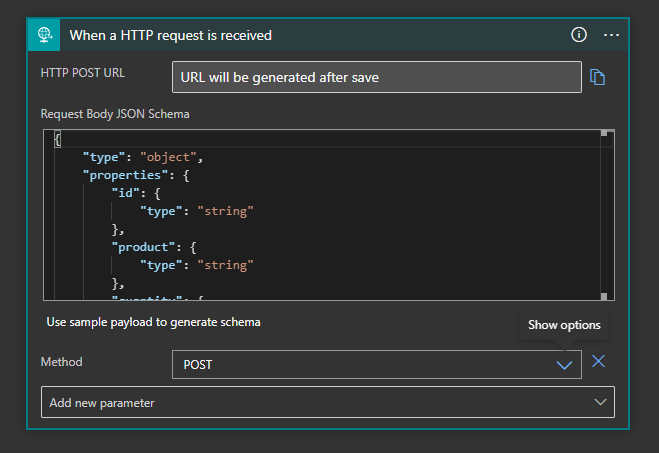 When a HTTP request is received
HTTP POST URL
URL will be generated after save
Request Body JSON Schema
{
"type": "object",
"properties": {
"id": {
"type": "string"
},
"product": {
"type": "string"
},
Use sample payload to generate schema
Show options
Method
POST
Add new parameter